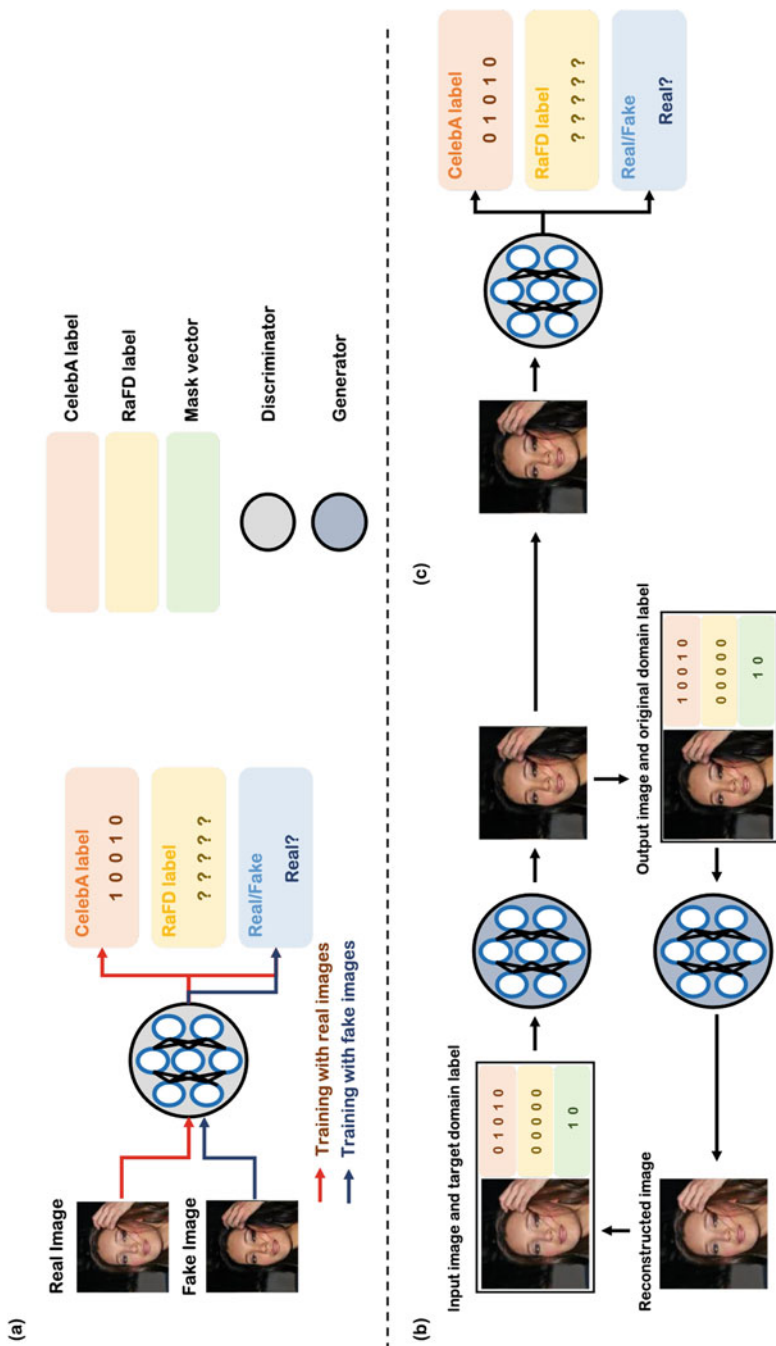 (a)
Real Image
Fake Image
Training with real images
Training with fake images
CelebA label
1 0 0 1 0
RaFD label
? ? ? ? ?
Real/Fake
Real?
CelebA label
RaFD label
Mask vector
Discriminator
Generator
(b)
Input image and target domain label
0 1 0 1 0
0 0 0 0 0
1 0
Reconstructed image
Output image and original domain label
1 0 0 1 0
0 0 0 0 0
1 0
(c)
CelebA label
0 1 0 1 0
RaFD label
? ? ? ? ?
Real/Fake
Real?